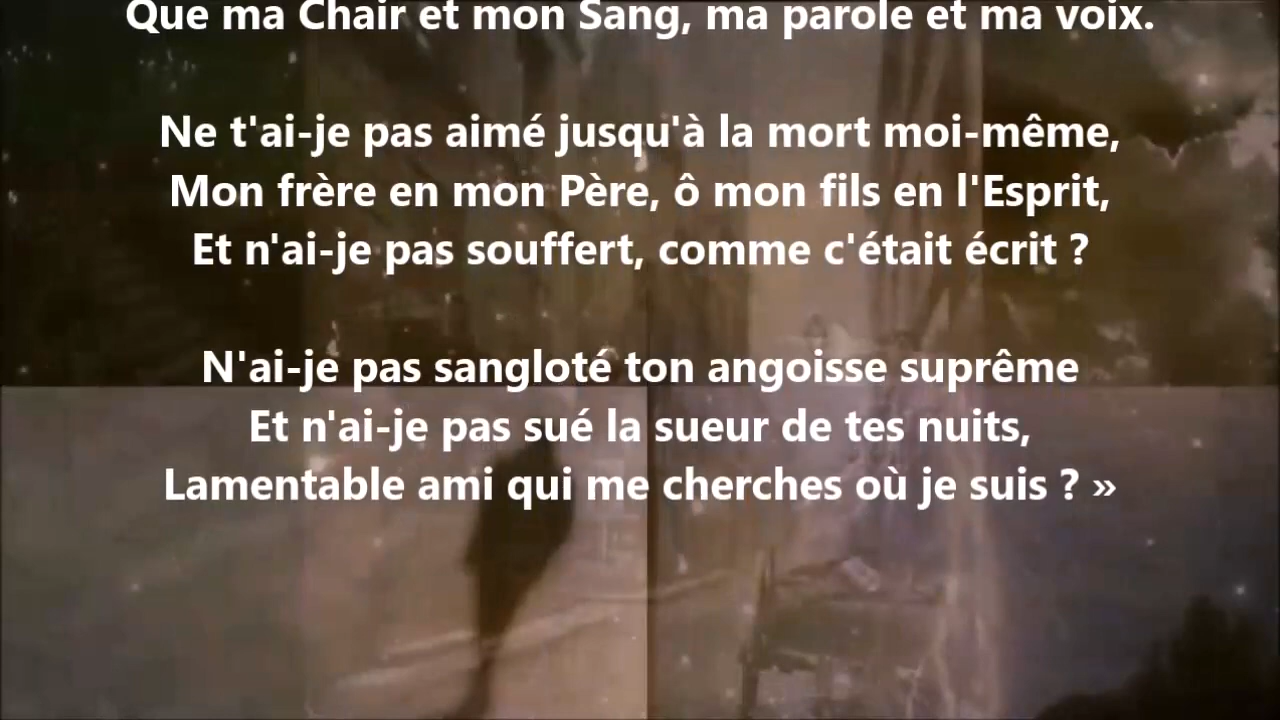 Que ma Chair et mon Sang, ma parole et ma voix.
Ne t'ai-je pas aimé jusqu'à la mort moi-même,
Mon frère en mon Père, ô mon fils en l'Esprit,
Et n'ai-je pas souffert, comme c'était écrit ?
N'ai-je pas sangloté ton angoisse suprême
Et n'ai-je pas sué la sueur de tes nuits,
Lamentable ami qui me cherches où je suis ? »